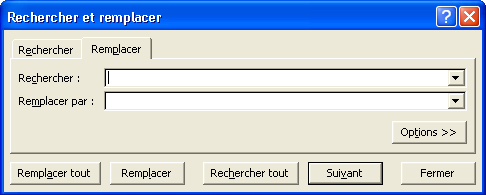 Rechercher et remplacer
Rechercher Remplacer
Rechercher :
Remplacer par :
Options >>
Remplacer tout Remplacer Rechercher tout Suivant Fermer